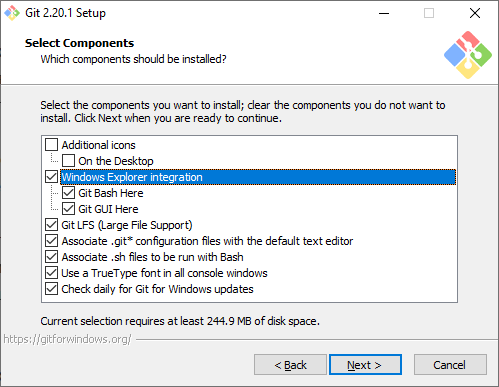 Git 2.20.1 Setup
Select Components
Which components should be installed?
Select the components you want to install; clear the components you do not want to
install. Click Next when you are ready to continue.
Additional icons
On the Desktop
Windows Explorer integration
Git Bash Here
Git GUI Here
Git LFS (Large File Support)
Associate .git* configuration files with the default text editor
Associate .sh files to be run with Bash
Use a TrueType font in all console windows
Check daily for Git for Windows updates
Current selection requires at least 244.9 MB of disk space.
https://gitforwindows.org/
< Back
Next >
Cancel